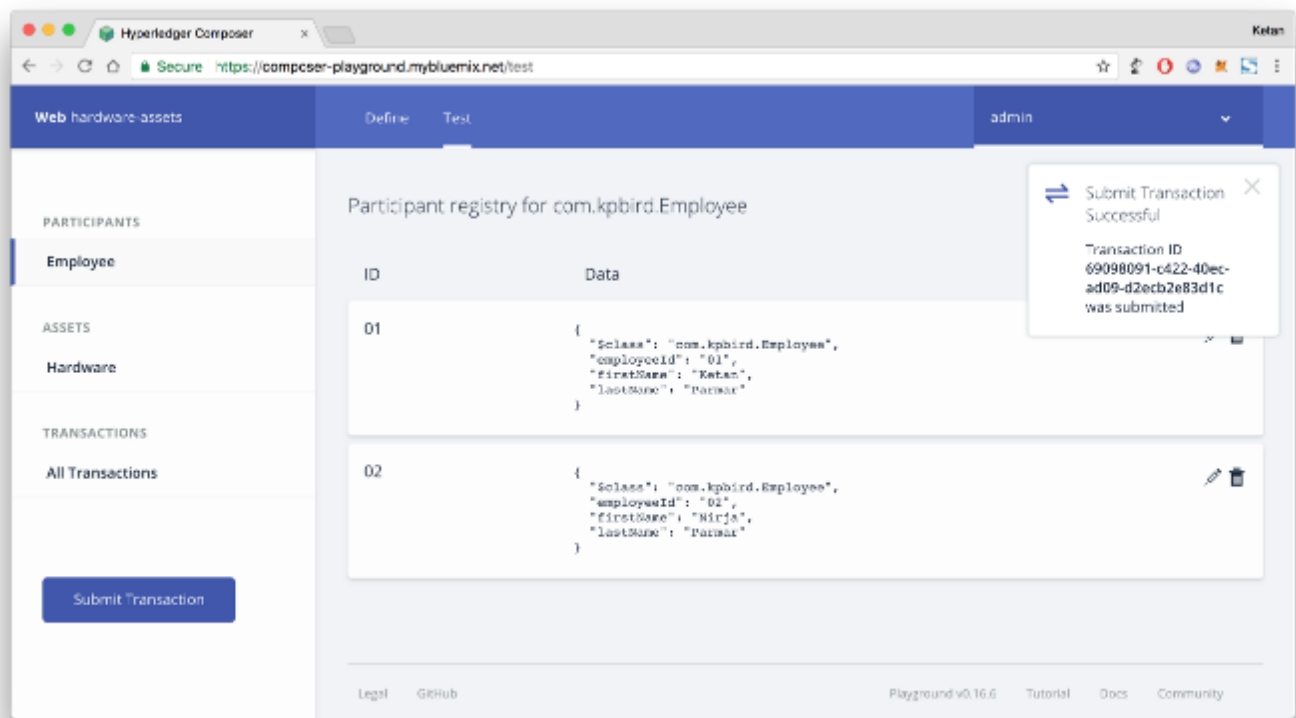 Hyperledger Composer
Ketan
Secure https://composer-playground.mybluemix.net/test
Web hardware-assets
Define Test
admin
Submit Transaction
Successful
Transaction ID
69098091-c422-40ec-
ad09-d2ecb2e83d1c
was submitted
PARTICIPANTS
Employee
ASSETS
Hardware
TRANSACTIONS
All Transactions
Submit Transaction
Participant registry for com.kpbird.Employee
ID Data
01
{
"$class": "com.kpbird.Employee",
"employeeId": "01",
"firstName": "Ketan",
"lastName": "Parmar"
}
02
{
"$class": "com.kpbird.Employee",
"employeeId": "02",
"firstName": "Nirja",
"lastName": "Parmar"
}
Legal GitHub Playground v0.16.6 Tutorial Docs Community